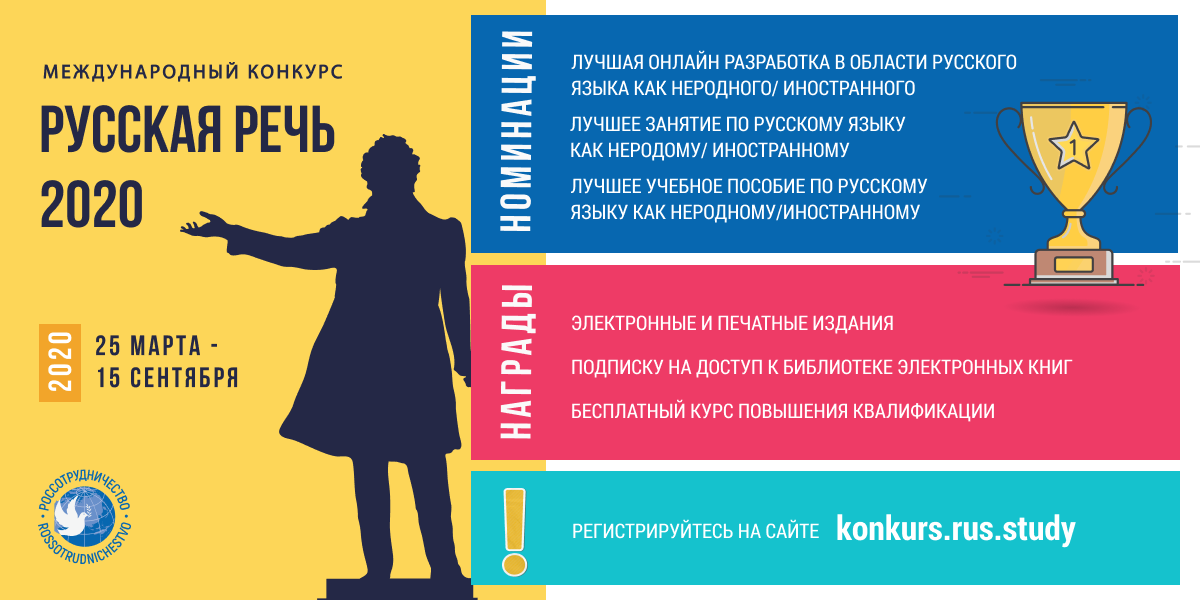 МЕЖДУНАРОДНЫЙ КОНКУРС
РУССКАЯ РЕЧЬ
2020
2020
25 МАРТА -
15 СЕНТЯБРЯ
РОССОТРУДНИЧЕСТВО
ROSSOTRUDNICHESTVO
НОМИНАЦИИ
ЛУЧШАЯ ОНЛАЙН РАЗРАБОТКА В ОБЛАСТИ РУССКОГО
ЯЗЫКА КАК НЕРОДНОГО/ ИНОСТРАННОГО
ЛУЧШЕЕ ЗАНЯТИЕ ПО РУССКОМУ ЯЗЫКУ
КАК НЕРОДОМУ/ ИНОСТРАННОМУ
ЛУЧШЕЕ УЧЕБНОЕ ПОСОБИЕ ПО РУССКОМУ
ЯЗЫКУ КАК НЕРОДНОМУ/ИНОСТРАННОМУ
1
НАГРАДЫ
ЭЛЕКТРОННЫЕ И ПЕЧАТНЫЕ ИЗДАНИЯ
ПОДПИСКУ НА ДОСТУП К БИБЛИОТЕКЕ ЭЛЕКТРОННЫХ КНИГ
БЕСПЛАТНЫЙ КУРС ПОВЫШЕНИЯ КВАЛИФИКАЦИИ
!
РЕГИСТРИРУЙТЕСЬ НА САЙТЕ konkurs.rus.study